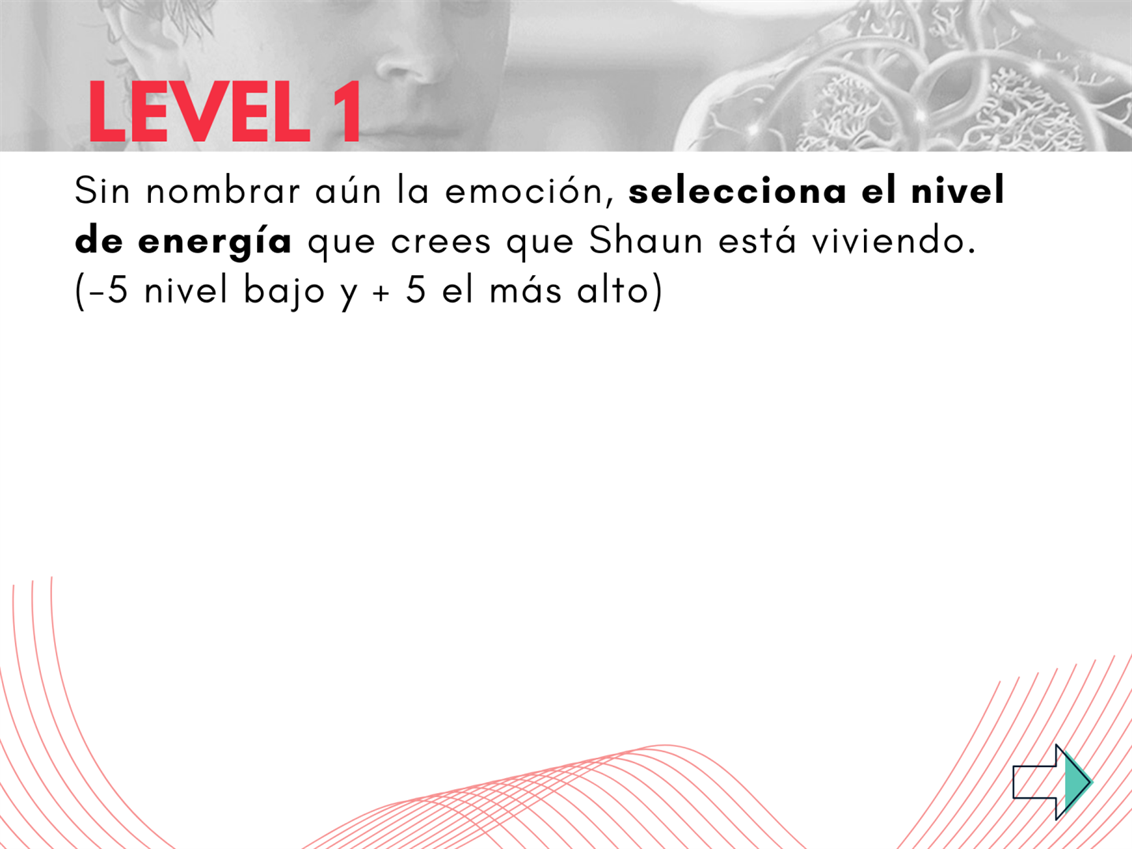 LEVEL 1
Sin nombrar aún la emoción, selecciona el nivel
de energía que crees que Shaun está viviendo.
(-5 nivel bajo y + 5 el más alto)